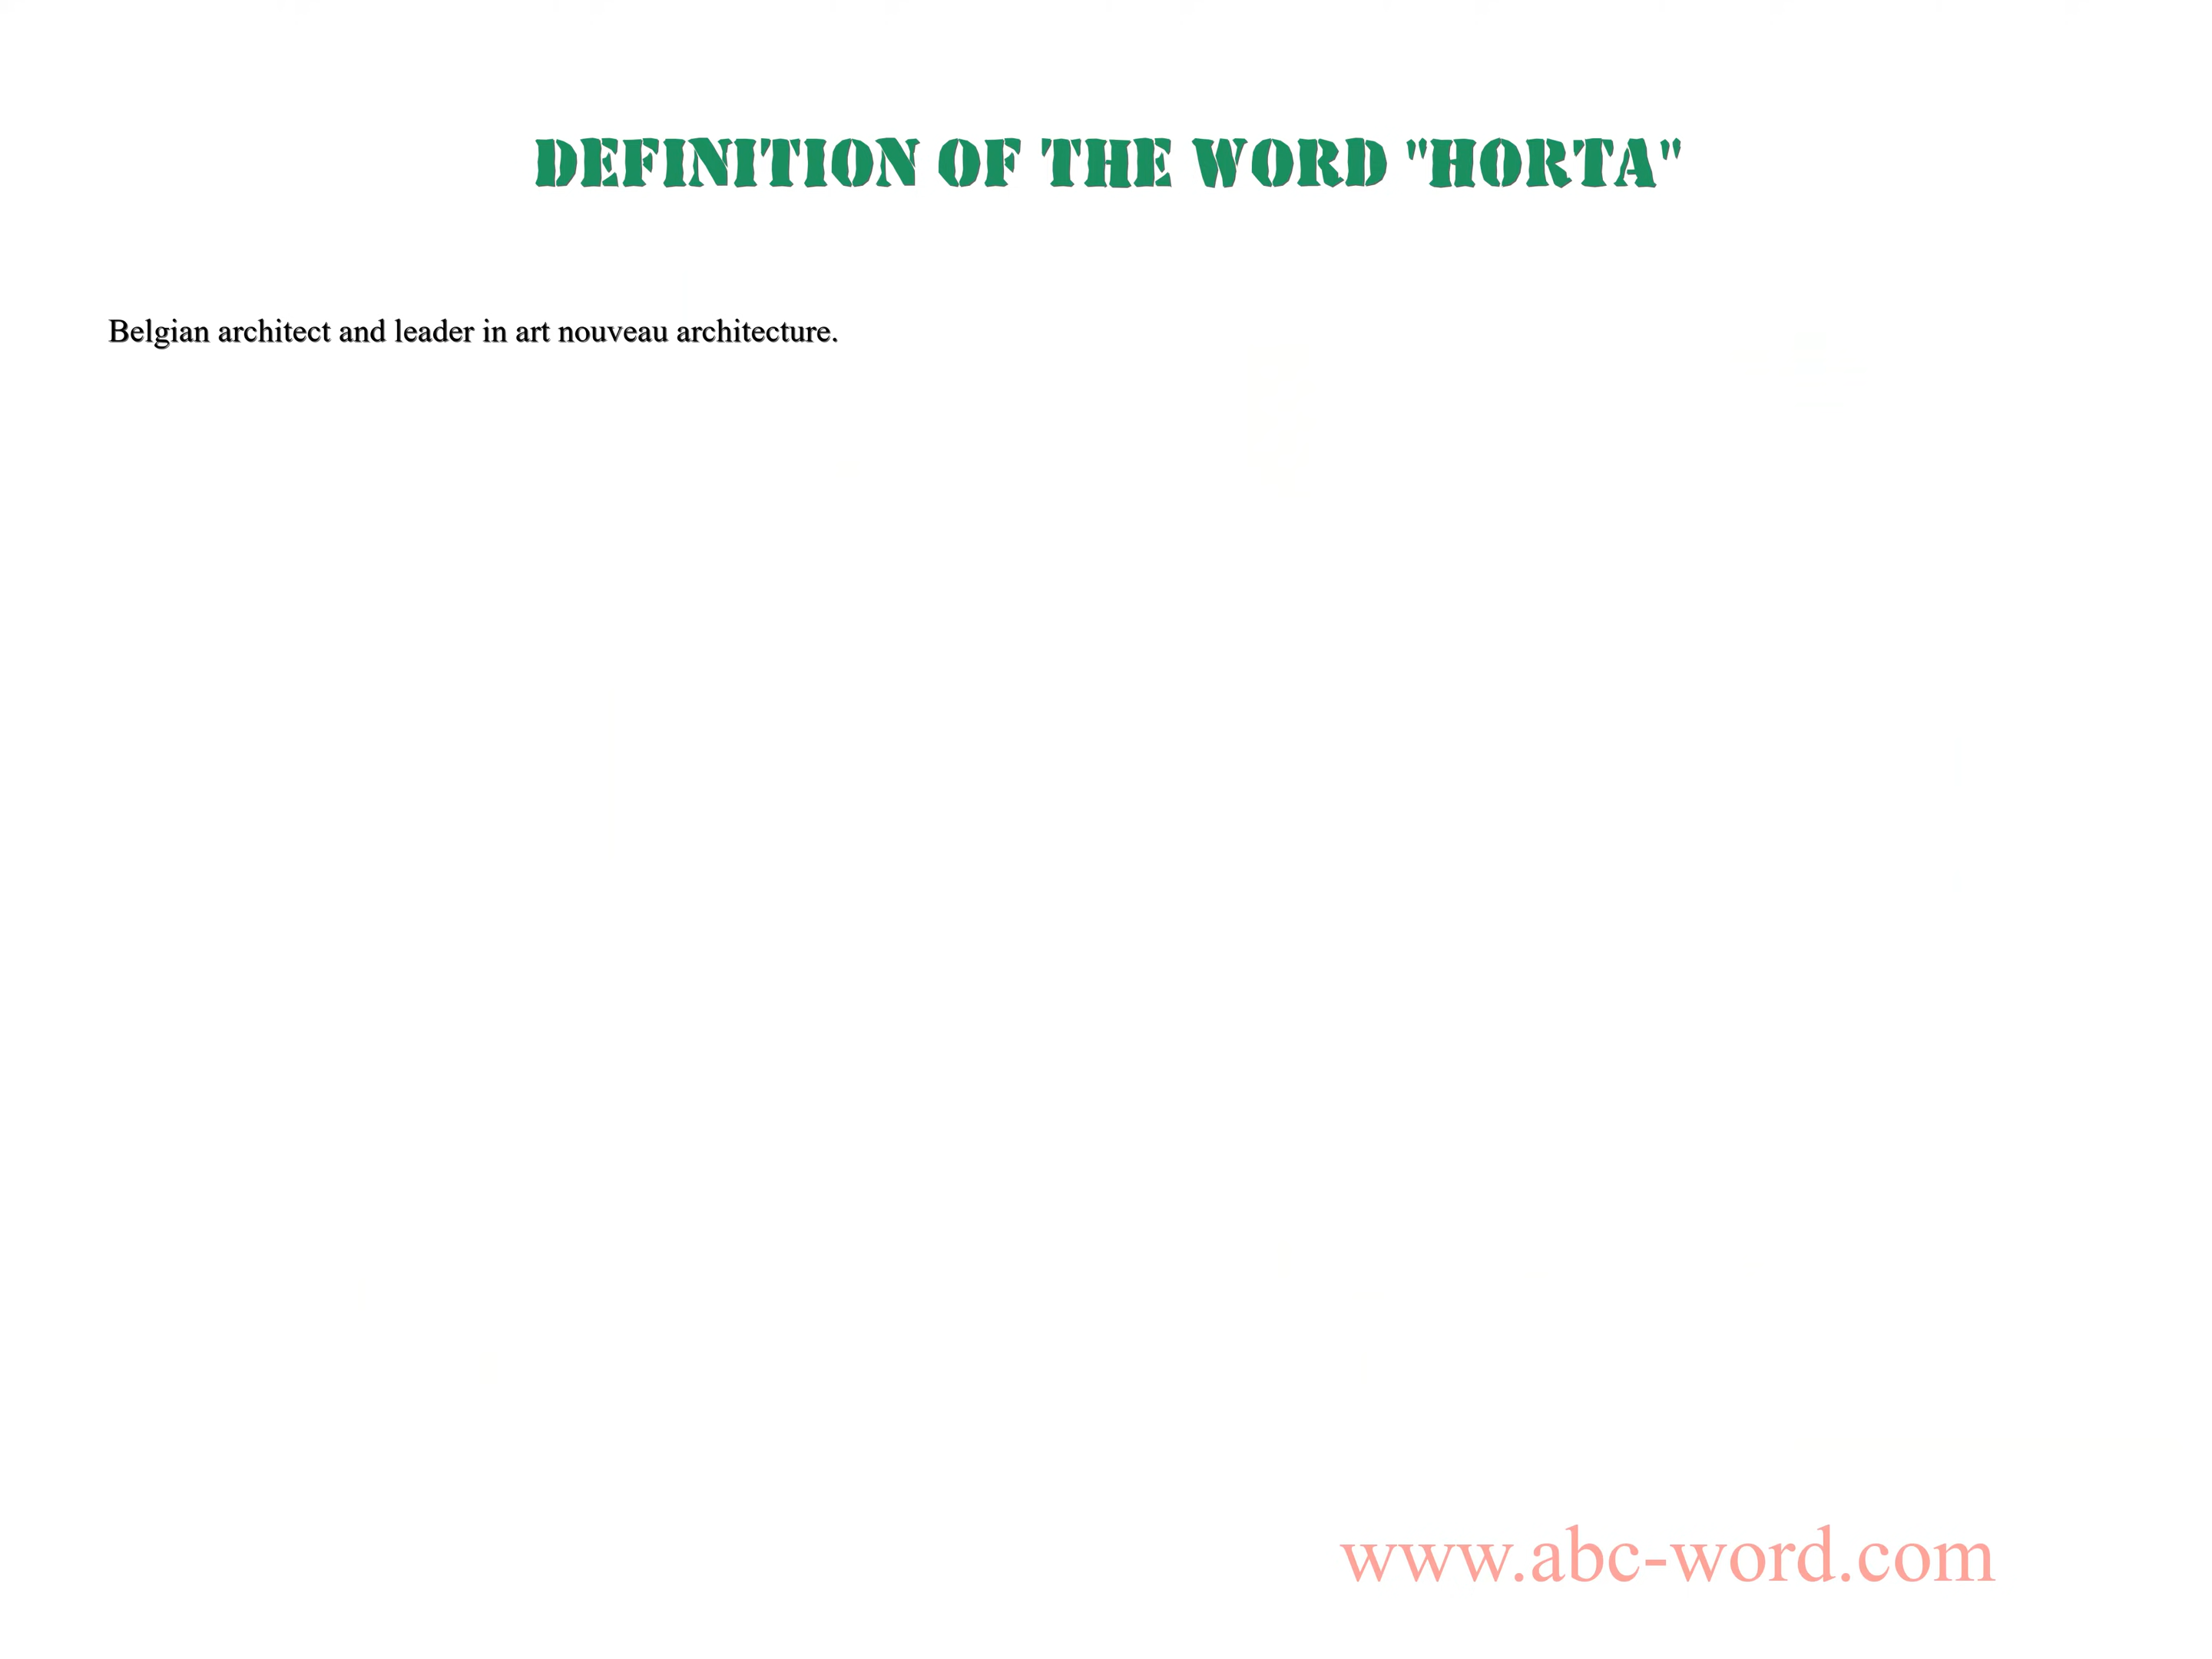 DEFINITION OF THE WORD "HORTA"
Belgian architect and leader in art nouveau architecture.
www.abc-word.com